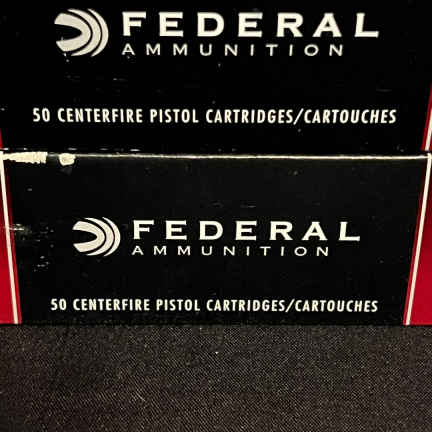 FEDERAL
AMMUNITION
50 CENTERFIRE PISTOL CARTRIDGES/CARTOUCHES
FEDERAL
AMMUNITION
50 CENTERFIRE PISTOL CARTRIDGES/CARTOUCHES